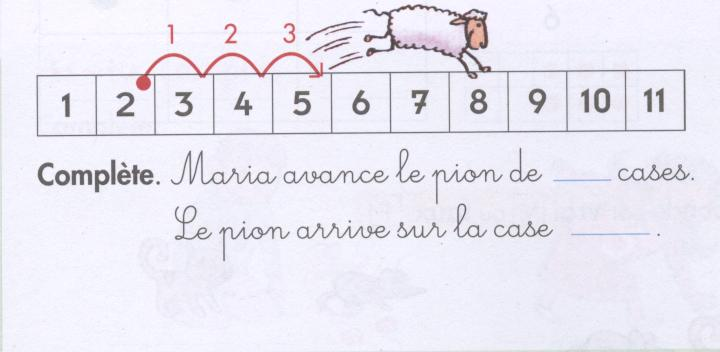 1 2 3
1 2 3 4 5 6 7 8 9 10 11
Complète. Maria avance le pion de ___ cases.
Le pion arrive sur la case ___ .